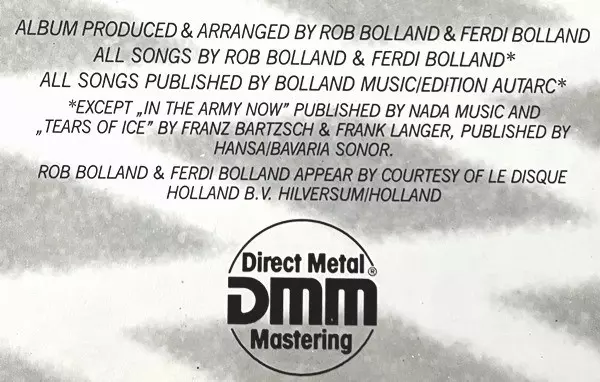 ALBUM PRODUCED & ARRANGED BY ROB BOLLAND & FERDI BOLLAND
ALL SONGS BY ROB BOLLAND & FERDI BOLLAND*
ALL SONGS PUBLISHED BY BOLLAND MUSIC/EDITION AUTARC*
*EXCEPT „IN THE ARMY NOW” PUBLISHED BY NADA MUSIC AND
„TEARS OF ICE” BY FRANZ BARTZSCH & FRANK LANGER, PUBLISHED BY
HANSA/BAVARIA SONOR.
ROB BOLLAND & FERDI BOLLAND APPEAR BY COURTESY OF LE DISQUE
HOLLAND B.V. HILVERSUM/HOLLAND
Direct Metal®
DMM
Mastering